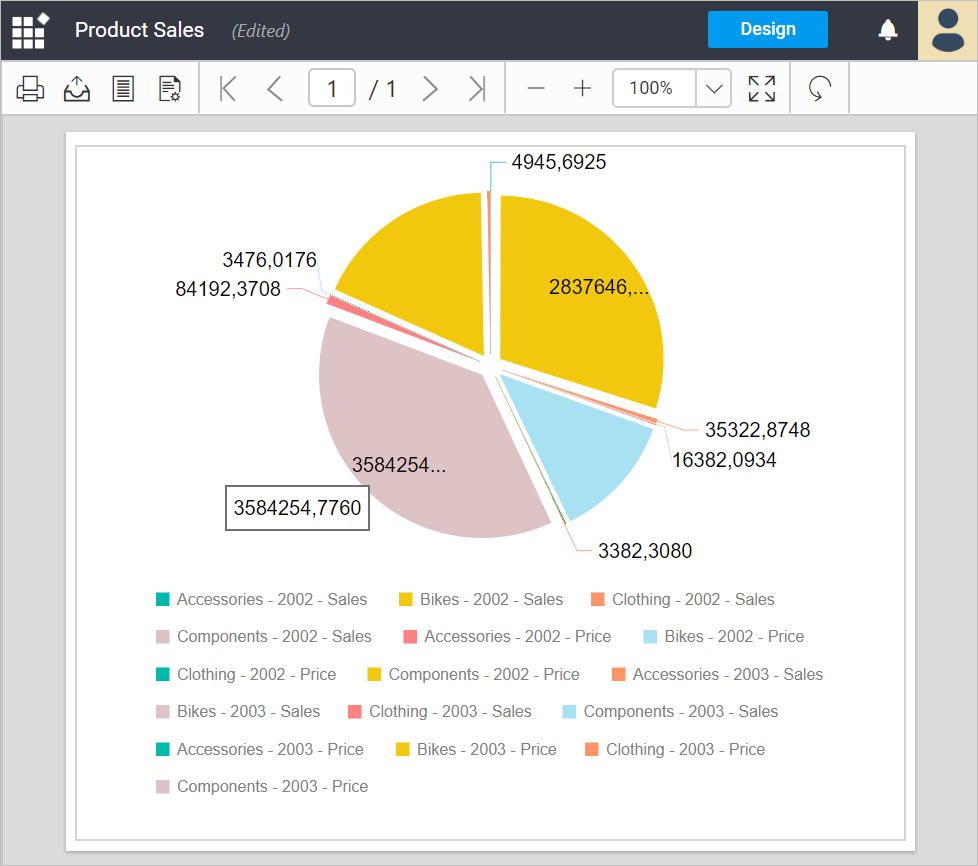 Product Sales (Edited) Design
1 / 1 100%
4945,6925
3476,0176
84192,3708
2837646,...
35322,8748
16382,0934
3584254...
3584254,7760
3382,3080
Accessories - 2002 - Sales Bikes - 2002 - Sales Clothing - 2002 - Sales
Components - 2002 - Sales Accessories - 2002 - Price Bikes - 2002 - Price
Clothing - 2002 - Price Components - 2002 - Price Accessories - 2003 - Sales
Bikes - 2003 - Sales Clothing - 2003 - Sales Components - 2003 - Sales
Accessories - 2003 - Price Bikes - 2003 - Price Clothing - 2003 - Price
Components - 2003 - Price